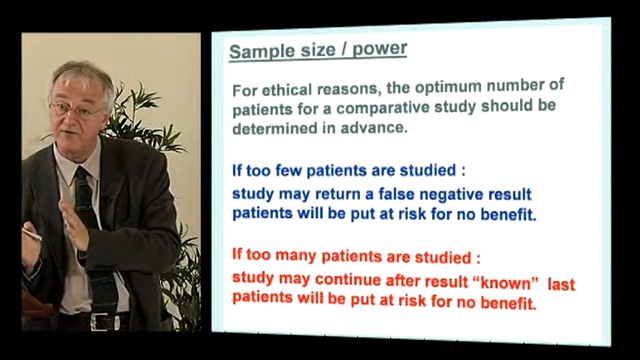 Sample size / power
For ethical reasons, the optimum number of
patients for a comparative study should be
determined in advance.
If too few patients are studied :
study may return a false negative result
patients will be put at risk for no benefit.
If too many patients are studied :
study may continue after result “known” last
patients will be put at risk for no benefit.